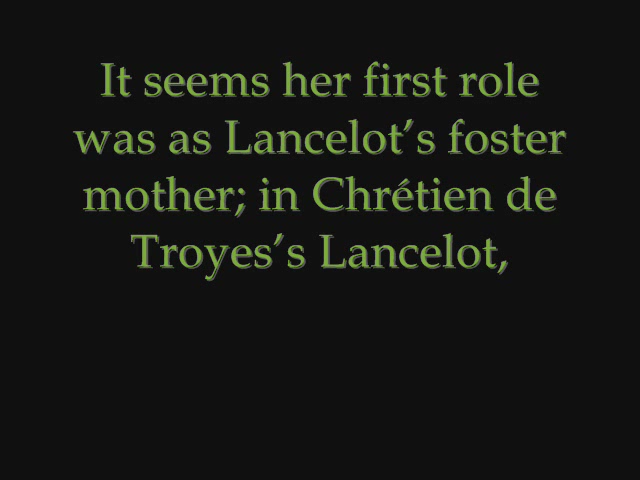 It seems her first role
was as Lancelot’s foster
mother; in Chrétien de
Troyes’s Lancelot,